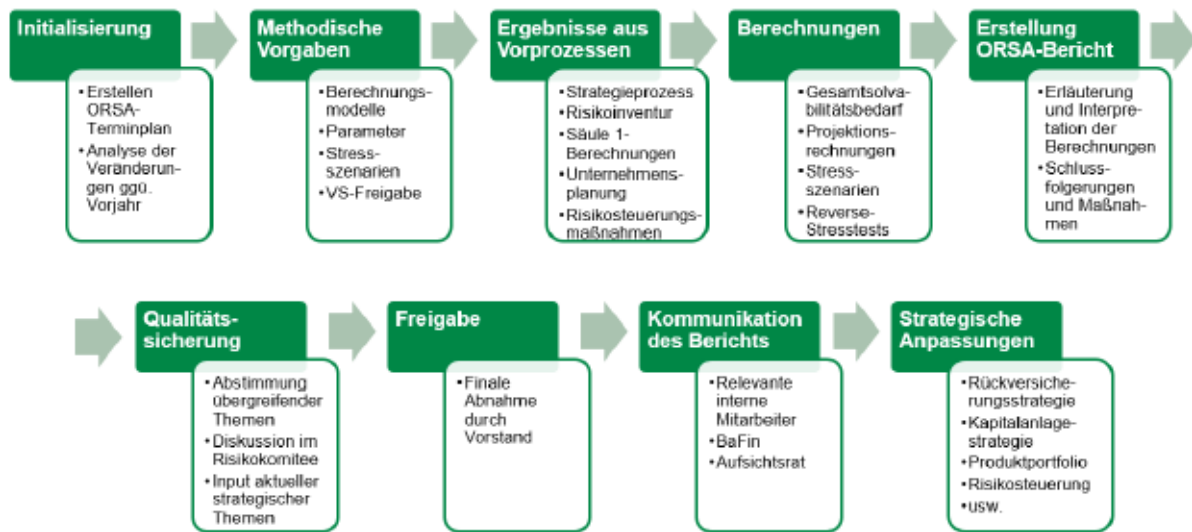 Initialisierung
• Erstellen
ORSA-
Terminplan
• Analyse der
Veränderun-
gen ggü.
Vorjahr
Methodische
Vorgaben
• Berechnungs-
modelle
• Parameter
• Stress-
szenarien
• VS-Freigabe
Ergebnisse aus
Vorprozessen
• Strategieprozess
• Risikoinventur
• Säule 1-
Berechnungen
• Unternehmens-
planung
• Risikosteuerungs-
maßnahmen
Berechnungen
• Gesamtsolva-
bilitätsbedarf
• Projektions-
rechnungen
• Stress-
szenarien
• Reverse-
Stresstests
Erstellung
ORSA-Bericht
• Erläuterung
und Interpre-
tation der
Berechnungen
• Schluss-
folgerungen
und Maßnah-
men
Qualitäts-
sicherung
• Abstimmung
übergreifender
Themen
• Diskussion im
Risikokomitee
• Input aktueller
strategischer
Themen
Freigabe
• Finale
Abnahme
durch
Vorstand
Kommunikation
des Berichts
• Relevante
interne
Mitarbeiter
• BaFin
• Aufsichtsrat
Strategische
Anpassungen
• Rückversiche-
rungsstrategie
• Kapitalanlage-
strategie
• Produktportfolio
• Risikosteuerung
• usw.